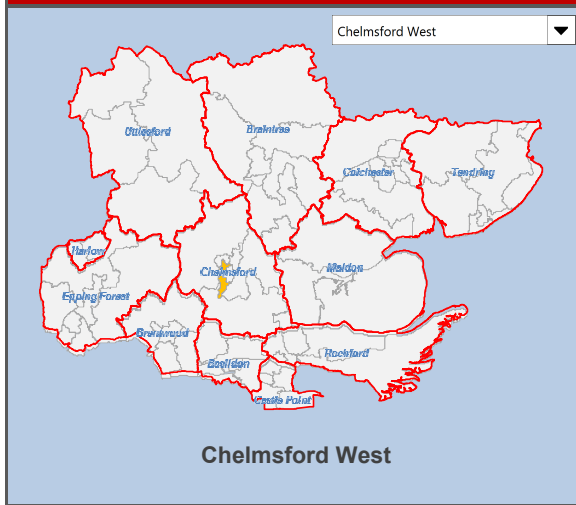 Chelmsford West
Uttlesford
Braintree
Colchester
Tendring
Harlow
Epping Forest
Chelmsford
Maldon
Brentwood
Basildon
Rochford
Castle Point
Chelmsford West